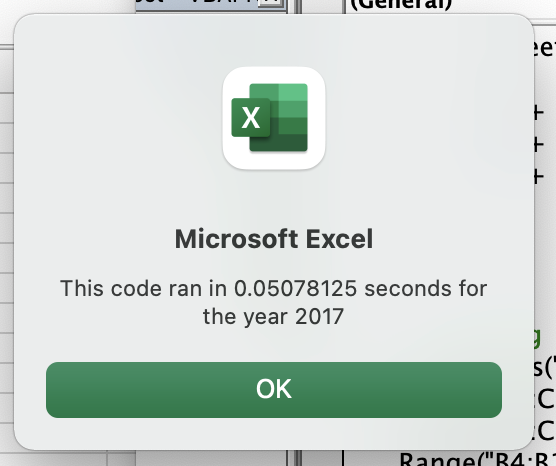 (General)
X
Microsoft Excel
This code ran in 0.05078125 seconds for
the year 2017
OK
Range("B4:B